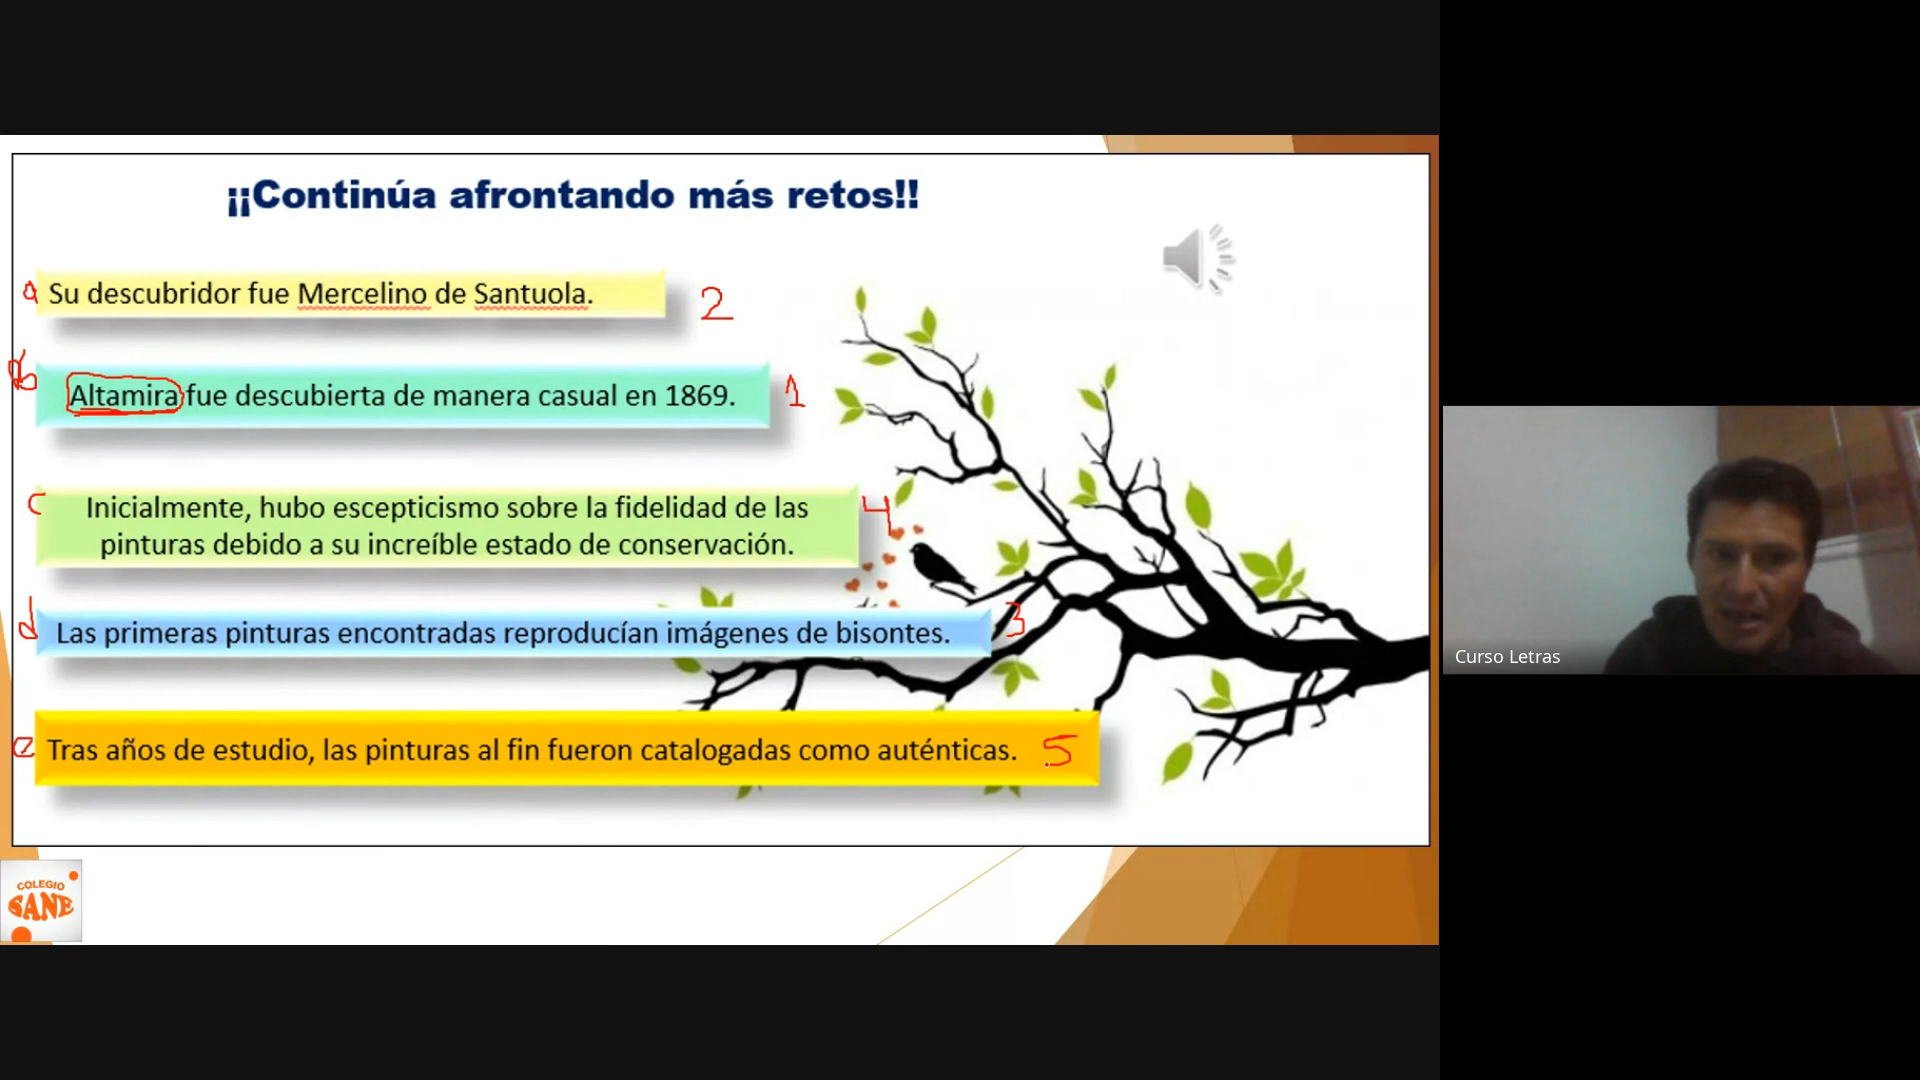 ¡¡Continúa afrontando más retos!!
a Su descubridor fue Mercelino de Santuola. 2
b Altamira fue descubierta de manera casual en 1869. 1
c Inicialmente, hubo escepticismo sobre la fidelidad de las 4
pinturas debido a su increíble estado de conservación.
d Las primeras pinturas encontradas reproducían imágenes de bisontes. 3
e Tras años de estudio, las pinturas al fin fueron catalogadas como auténticas. 5
Curso Letras
COLEGIO
SANE